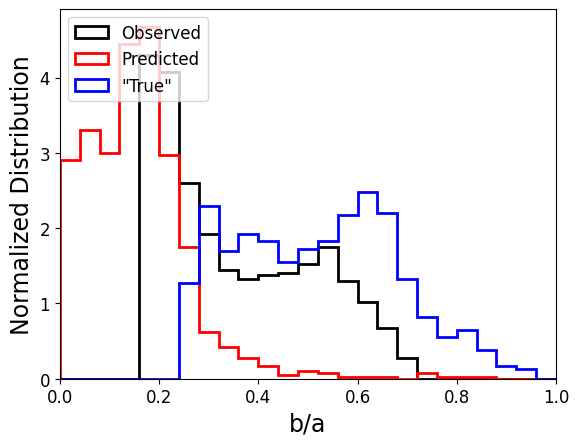 Observed
Predicted
"True"
Normalized Distribution
4
3
2
1
0
0.0 0.2 0.4 0.6 0.8 1.0
b/a